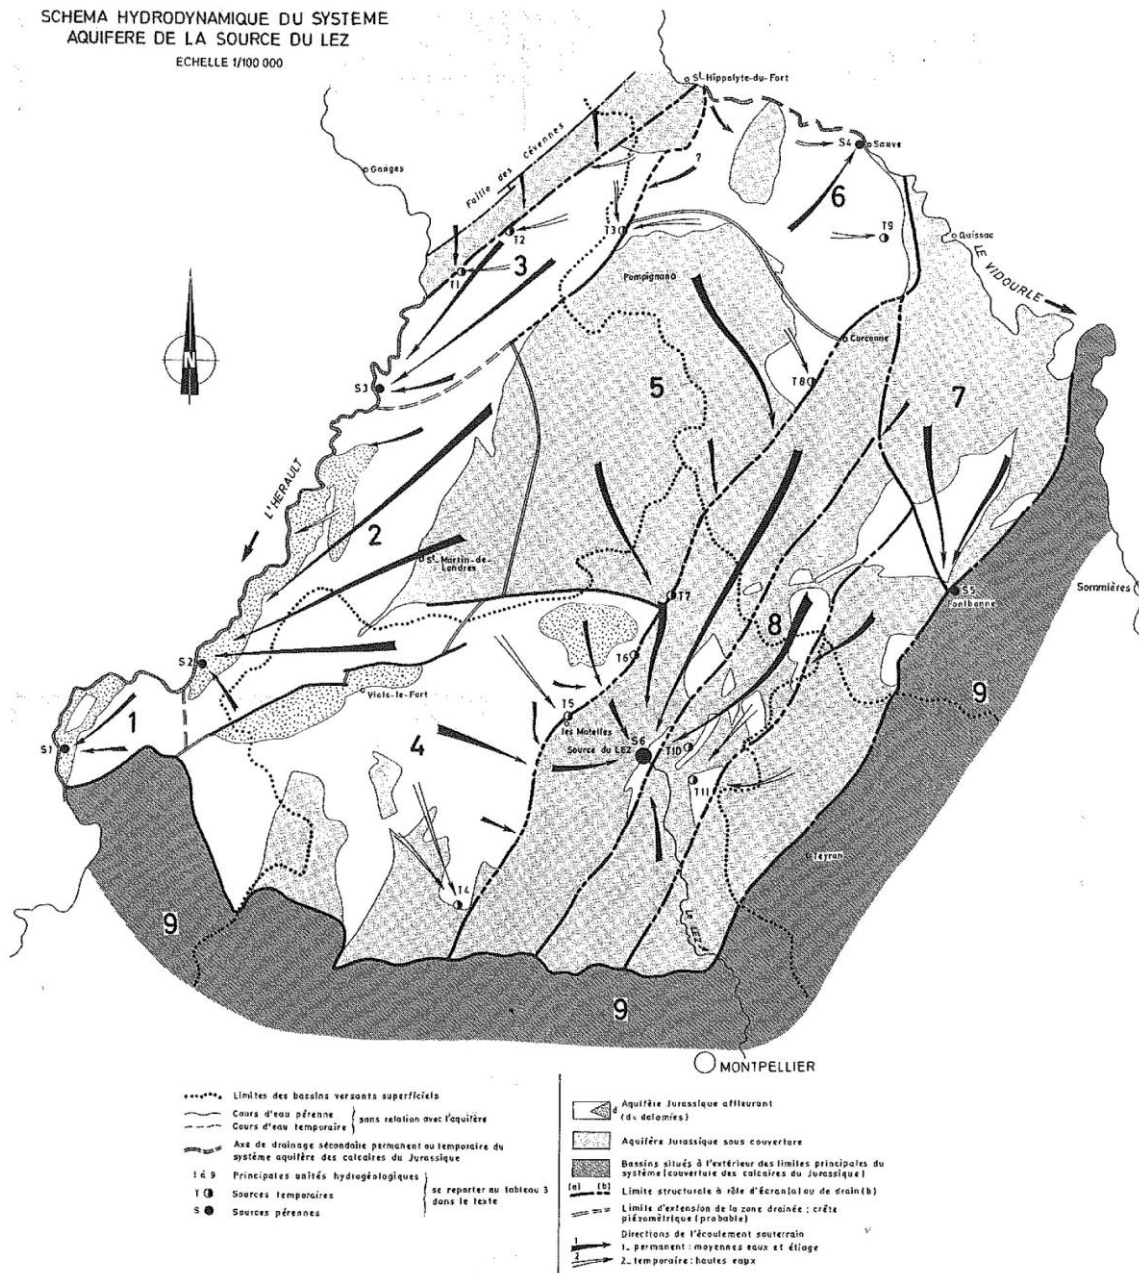 SCHEMA HYDRODYNAMIQUE DU SYSTÈME
AQUIFERE DE LA SOURCE DU LEZ
ECHELLE 1/100 000
St Hippolyte-du-Fort
Ganges
Faille des Cévennes
S4
Sauve
6
T9
Quissac
LE VIDOURLE
T2
T3
?
3
T1
Pompignan
N
S3
5
Corconne
T8
7
L'HÉRAULT
2
St Martin-de-
Londres
T7
S5
Fontbonne
Sommières
8
S2
T6
Viols-le-Fort
T5
les Matelles
1
S1
4
S6
Source du LEZ
T10
T11
9
Teyran
T4
Le LEZ
9
9
MONTPELLIER
Limites des bassins versants superficiels
Cours d'eau pérenne
Cours d'eau temporaire
sans relation avec l'aquifère
Axe de drainage secondaire permanent ou temporaire du
système aquifère des calcaires du Jurassique
1 à 9 Principales unités hydrogéologiques
T Sources temporaires
S Sources pérennes
se reporter au tableau 3
dans le texte
d Aquifère Jurassique affleurant
(d: dolomies)
Aquifère Jurassique sous couverture
Bassins situés à l'extérieur des limites principales du
système (couverture des calcaires du Jurassique)
(a) (b) Limite structurale à rôle d'écran(a) ou de drain(b)
Limite d'extension de la zone drainée ; crête
piézométrique (probable)
Directions de l'écoulement souterrain
1 1_ permanent : moyennes eaux et étiage
2 2_ temporaire : hautes eaux